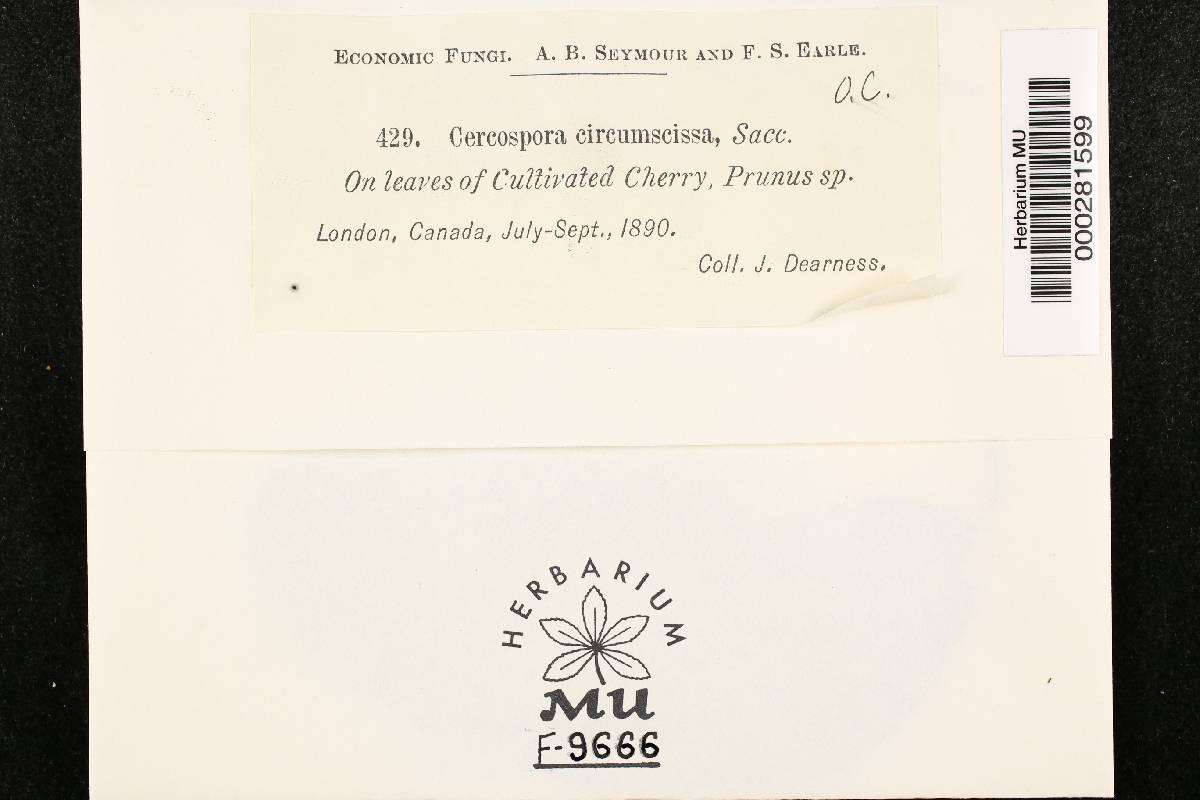 ECONOMIC FUNGI. A. B. SEYMOUR AND F. S. EARLE.
O.C.
429. Cercospora circumscissa, Sacc.
On leaves of Cultivated Cherry, Prunus sp.
London, Canada, July-Sept., 1890.
Coll. J. Dearness.
Herbarium MU
000281599
HERBARIUM
MU
F-9666